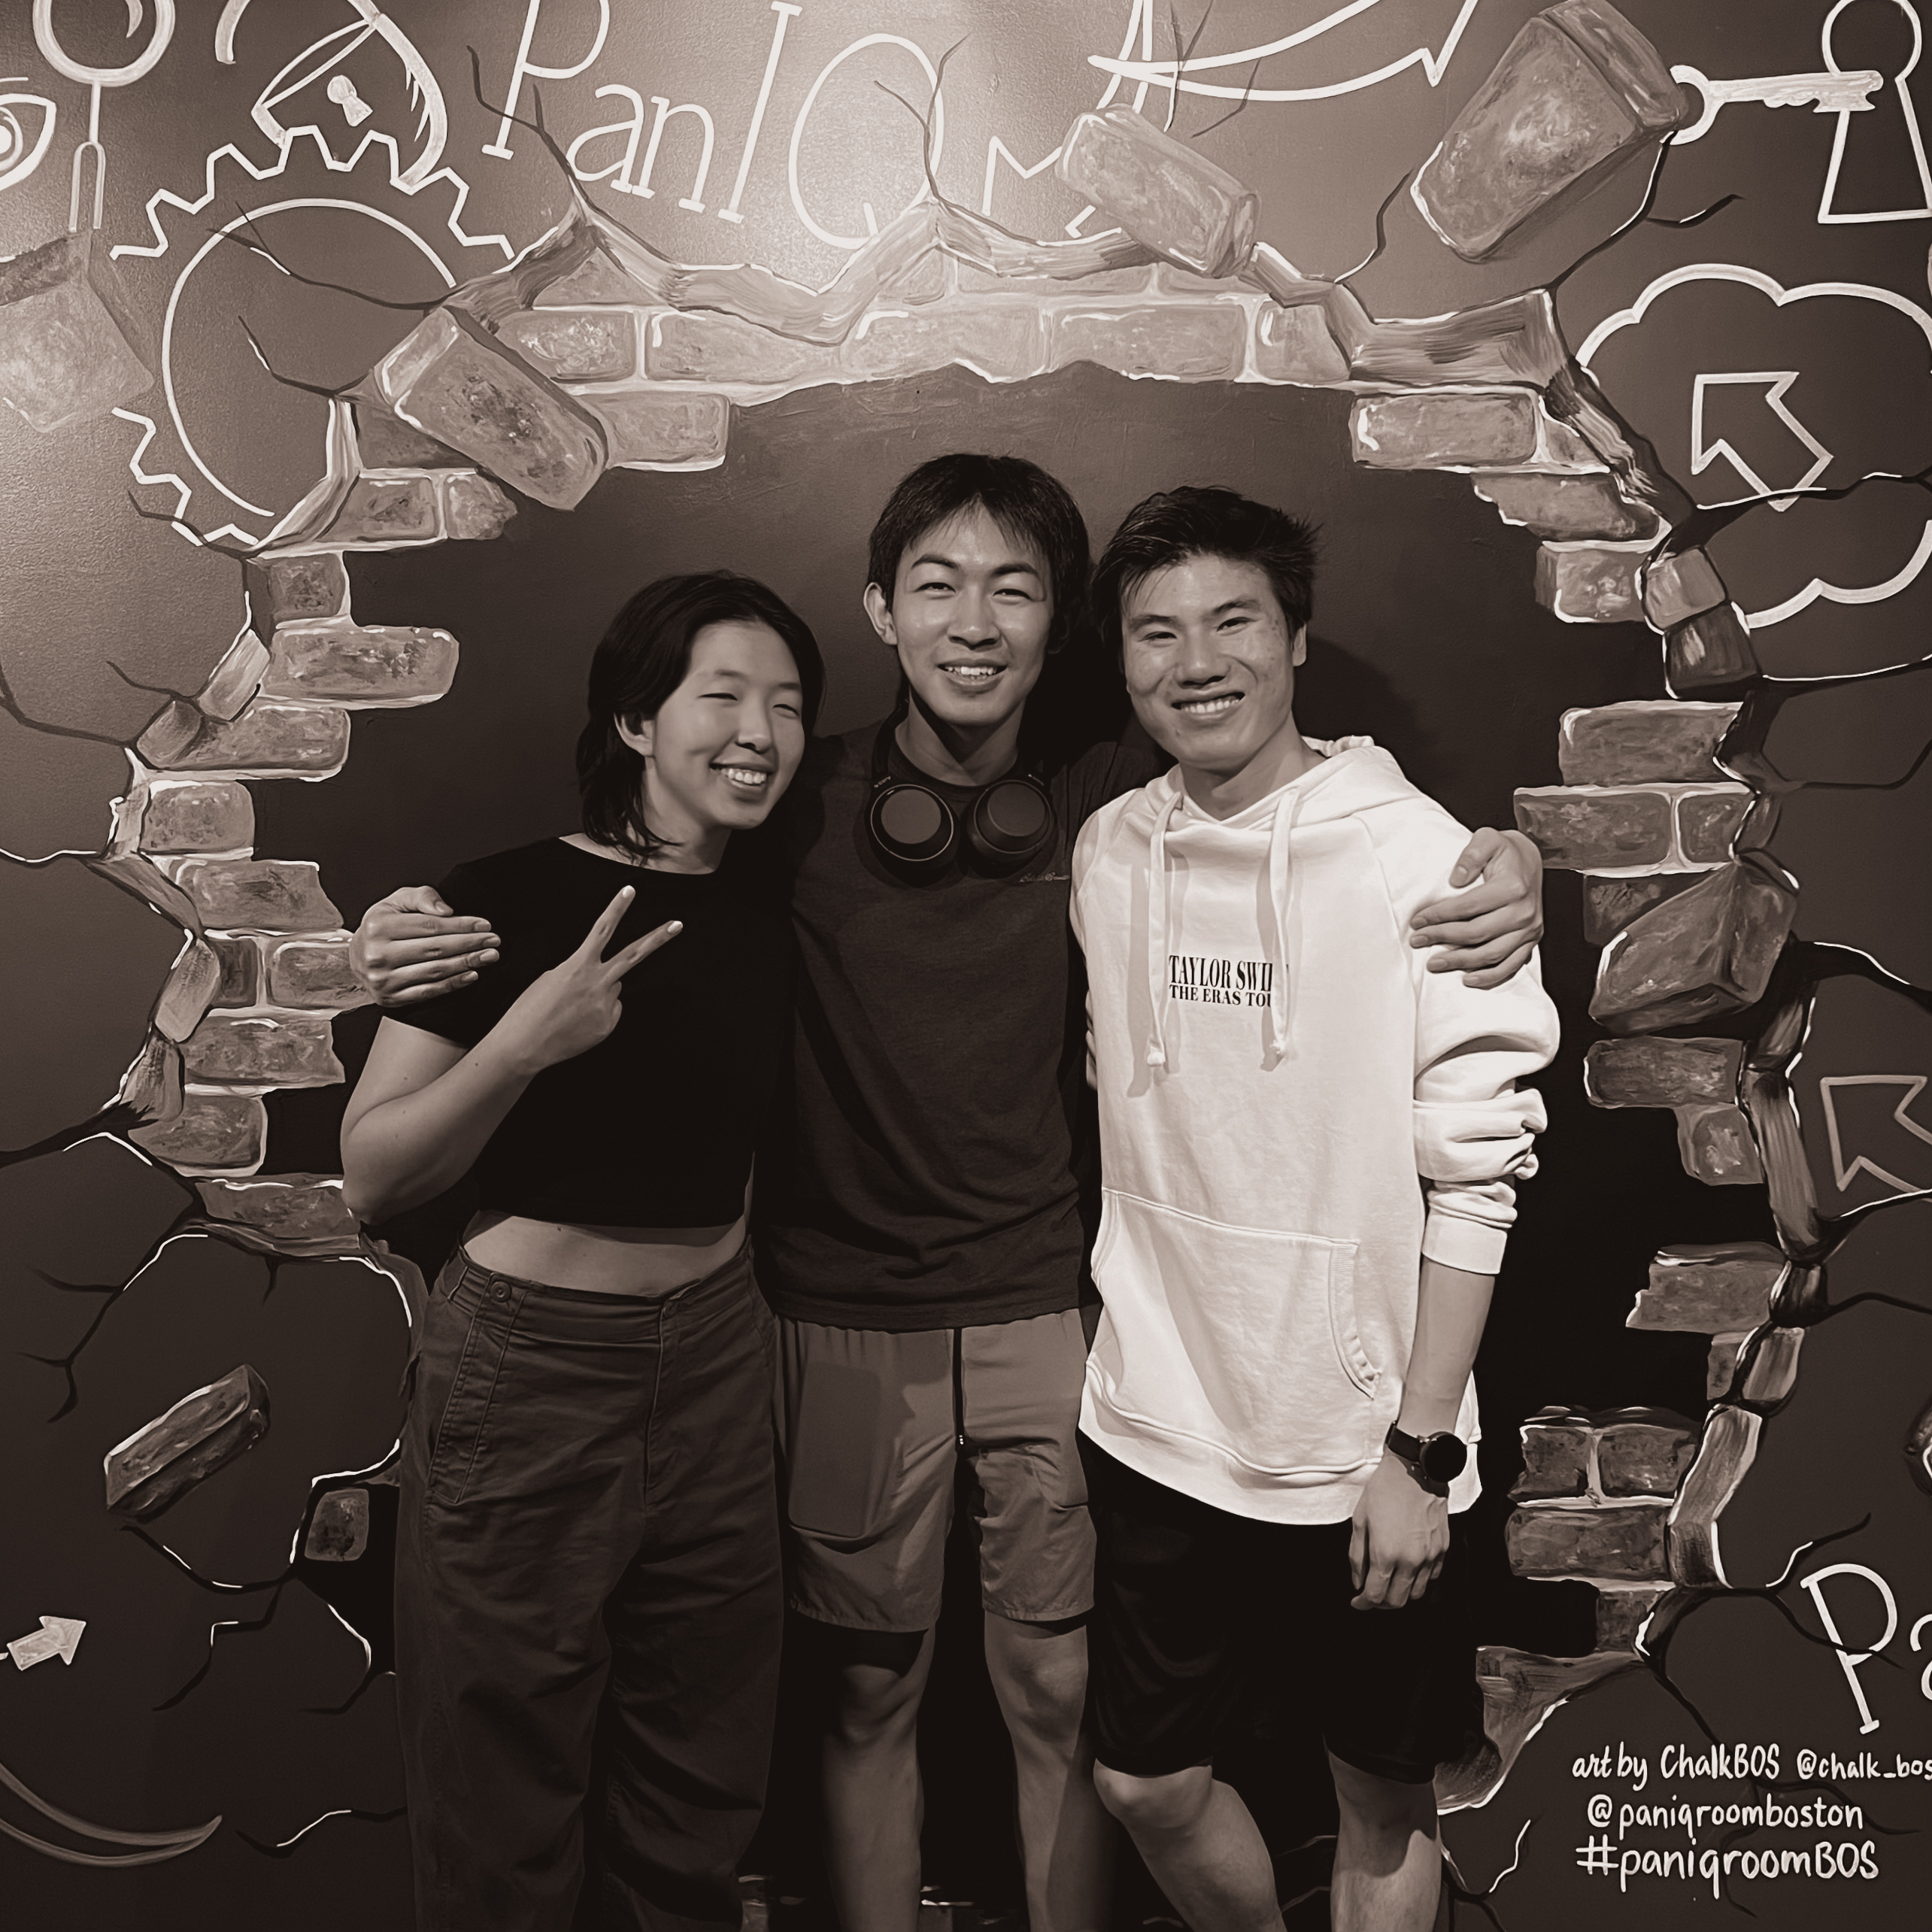 PanIQ
TAYLOR SWI
THE ERAS TOU
Pa
art by ChalkBOS @chalk_bos
@paniqroomboston
#paniqroomBOS